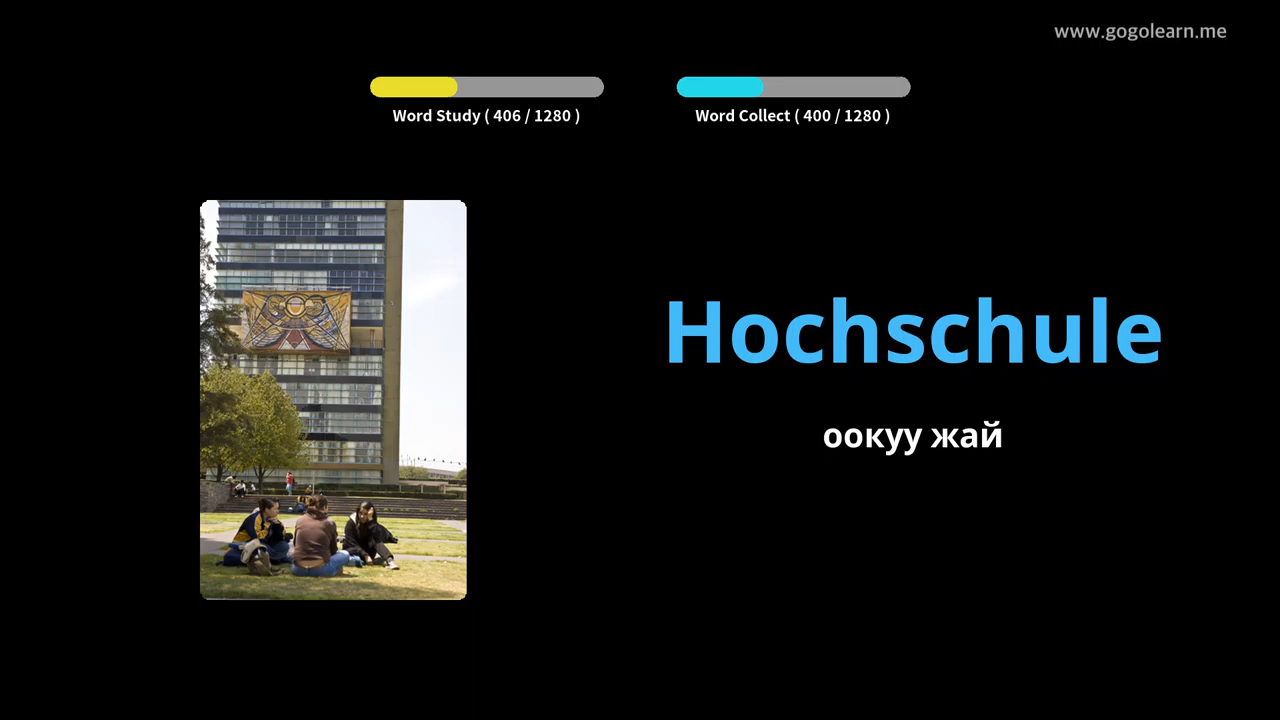 www.gogolearn.me
Word Study ( 406 / 1280 )
Word Collect ( 400 / 1280 )
Hochschule
оокуу жай